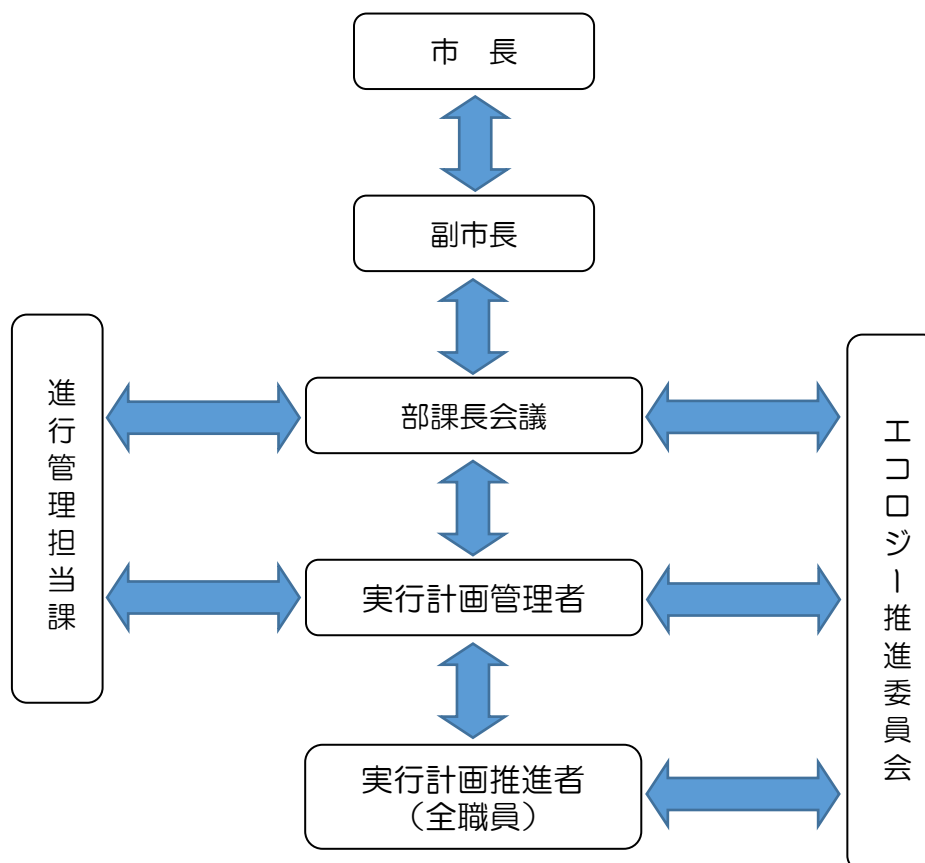 市　長
副市長
進行管理担当課
部課長会議
エコロジー推進委員会
実行計画管理者
実行計画推進者
（全職員）